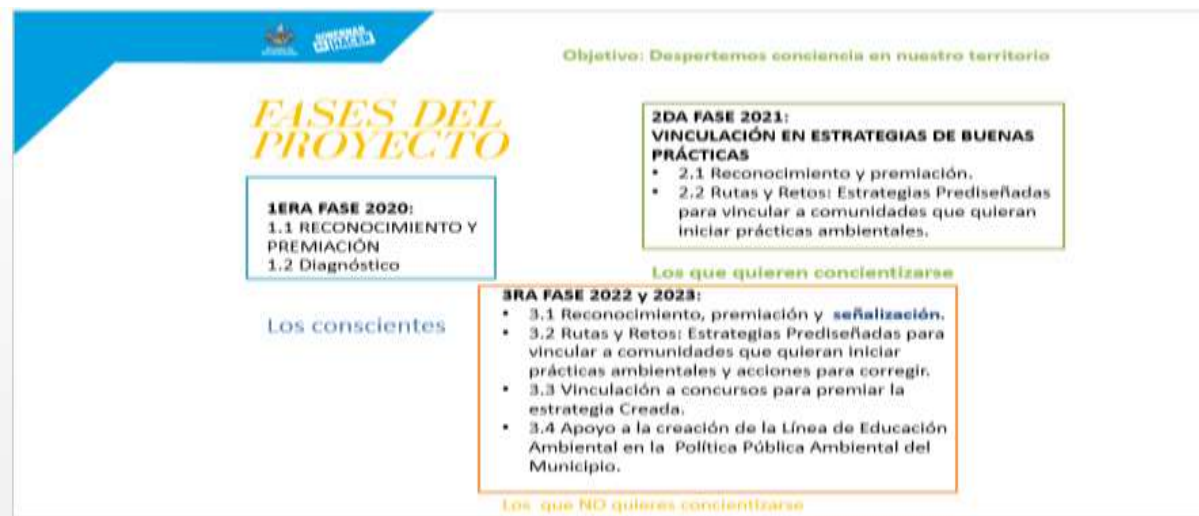 GOBERNAR ES HACER
Objetivo: Despertemos conciencia en nuestro territorio
FASES DEL
PROYECTO
1ERA FASE 2020:
1.1 RECONOCIMIENTO Y
PREMIACIÓN
1.2 Diagnóstico
Los conscientes
2DA FASE 2021:
VINCULACIÓN EN ESTRATEGIAS DE BUENAS
PRÁCTICAS
• 2.1 Reconocimiento y premiación.
• 2.2 Rutas y Retos: Estrategias Prediseñadas
para vincular a comunidades que quieran
iniciar prácticas ambientales.
Los que quieren concientizarse
3RA FASE 2022 y 2023:
• 3.1 Reconocimiento, premiación y señalización.
• 3.2 Rutas y Retos: Estrategias Prediseñadas para
vincular a comunidades que quieran iniciar
prácticas ambientales y acciones para corregir.
• 3.3 Vinculación a concursos para premiar la
estrategia Creada.
• 3.4 Apoyo a la creación de la Línea de Educación
Ambiental en la Política Pública Ambiental del
Municipio.
Los que NO quieres concientizarse